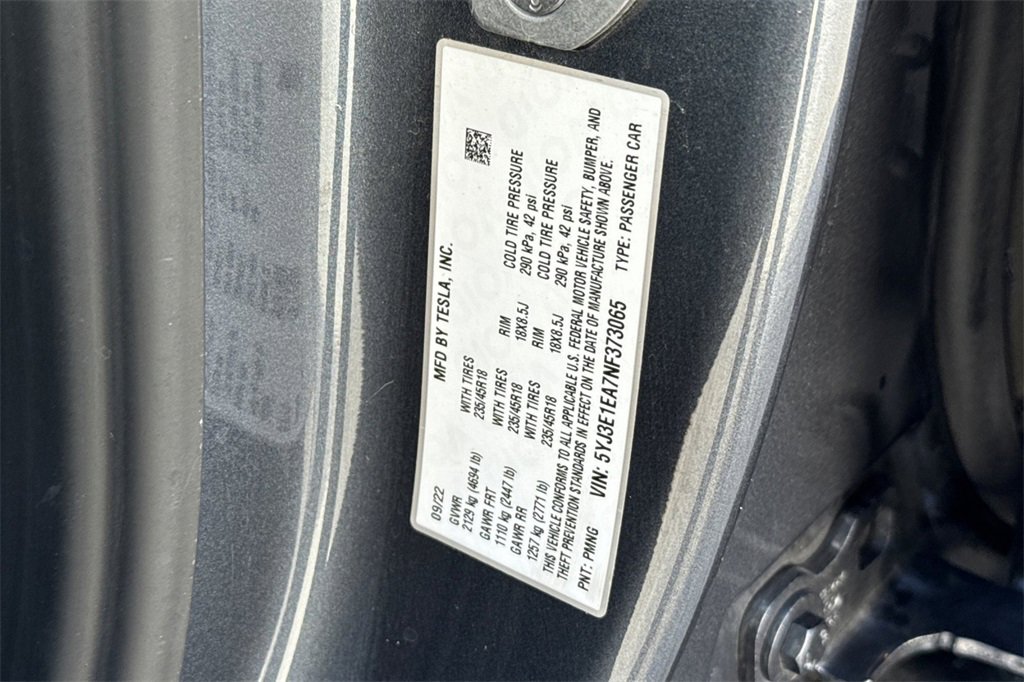 MFD BY TESLA, INC.
09/22
GVWR WITH TIRES RIM COLD TIRE PRESSURE
2129 kg (4694 lb) 235/45R18 18X8.5J 290 kPa, 42 psi
GAWR FRT WITH TIRES RIM COLD TIRE PRESSURE
1110 kg (2447 lb) 235/45R18 18X8.5J 290 kPa, 42 psi
GAWR RR WITH TIRES
1257 kg (2771 lb) 235/45R18
THIS VEHICLE CONFORMS TO ALL APPLICABLE U.S. FEDERAL MOTOR VEHICLE SAFETY, BUMPER, AND
THEFT PREVENTION STANDARDS IN EFFECT ON THE DATE OF MANUFACTURE SHOWN ABOVE.
PNT: PMNG VIN: 5YJ3E1EA7NF373065 TYPE: PASSENGER CAR